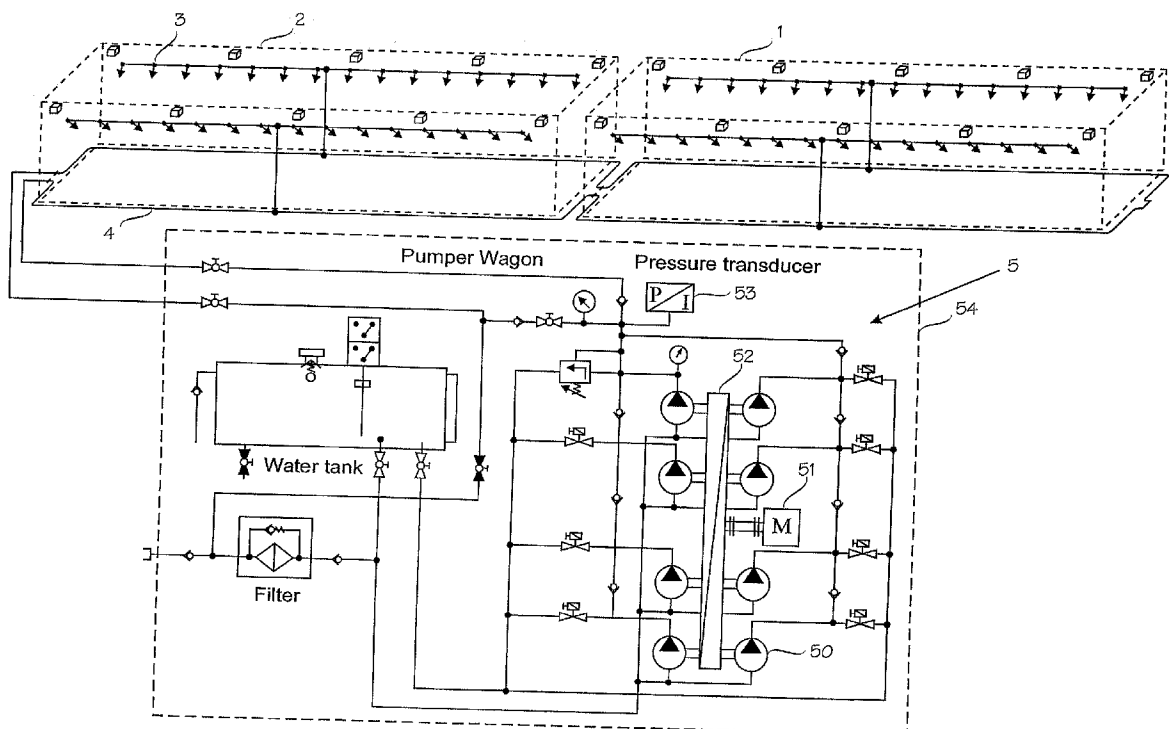 2
3
1
4
Pumper Wagon
Pressure transducer
5
P
I
53
54
52
51
M
Water tank
Filter
50